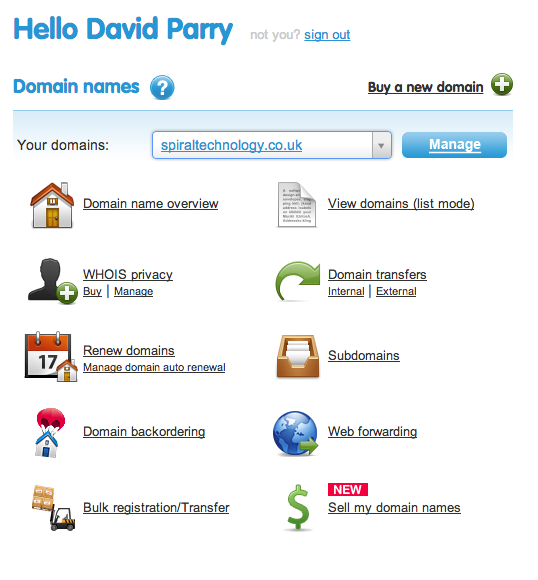 Hello David Parry not you? sign out
Domain names ? Buy a new domain
Your domains: spiraltechnology.co.uk Manage
Domain name overview
View domains (list mode)
WHOIS privacy
Buy | Manage
Domain transfers
Internal | External
17
Renew domains
Manage domain auto renewal
Subdomains
Domain backordering
Web forwarding
Bulk registration/Transfer
NEW
$
Sell my domain names